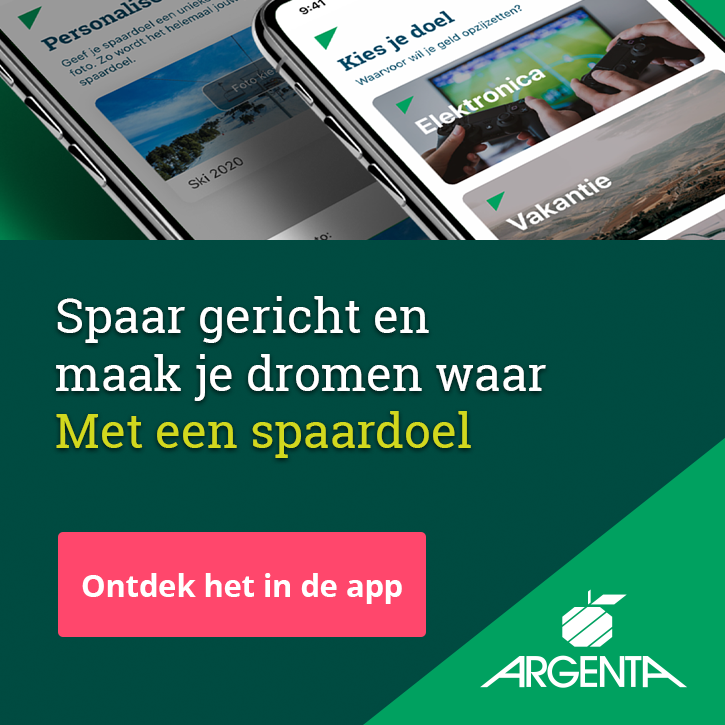 Personalise
Geef je spaardoel een unieke
foto. Zo wordt het helemaal jouw
spaardoel.
Foto kie
Ski 2020
9:41
Kies je doel
Waarvoor wil je geld opzijzetten?
Elektronica
Vakantie
Spaar gericht en
maak je dromen waar
Met een spaardoel
Ontdek het in de app
ARGENTA